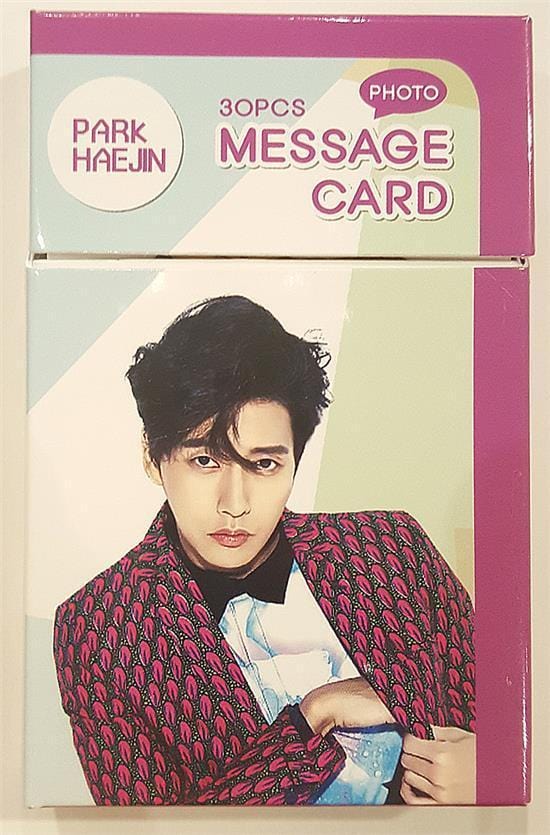 PARK
HAEJIN
PHOTO
30PCS
MESSAGE
CARD